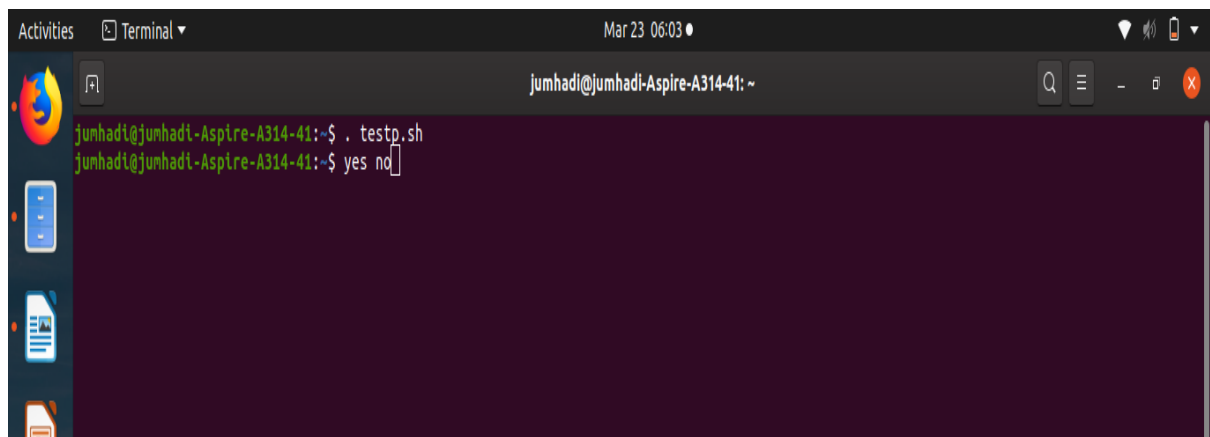 Activities Terminal Mar 23 06:03
jumhadi@jumhadi-Aspire-A314-41: ~
jumhadi@jumhadi-Aspire-A314-41:~$ . testp.sh
jumhadi@jumhadi-Aspire-A314-41:~$ yes no